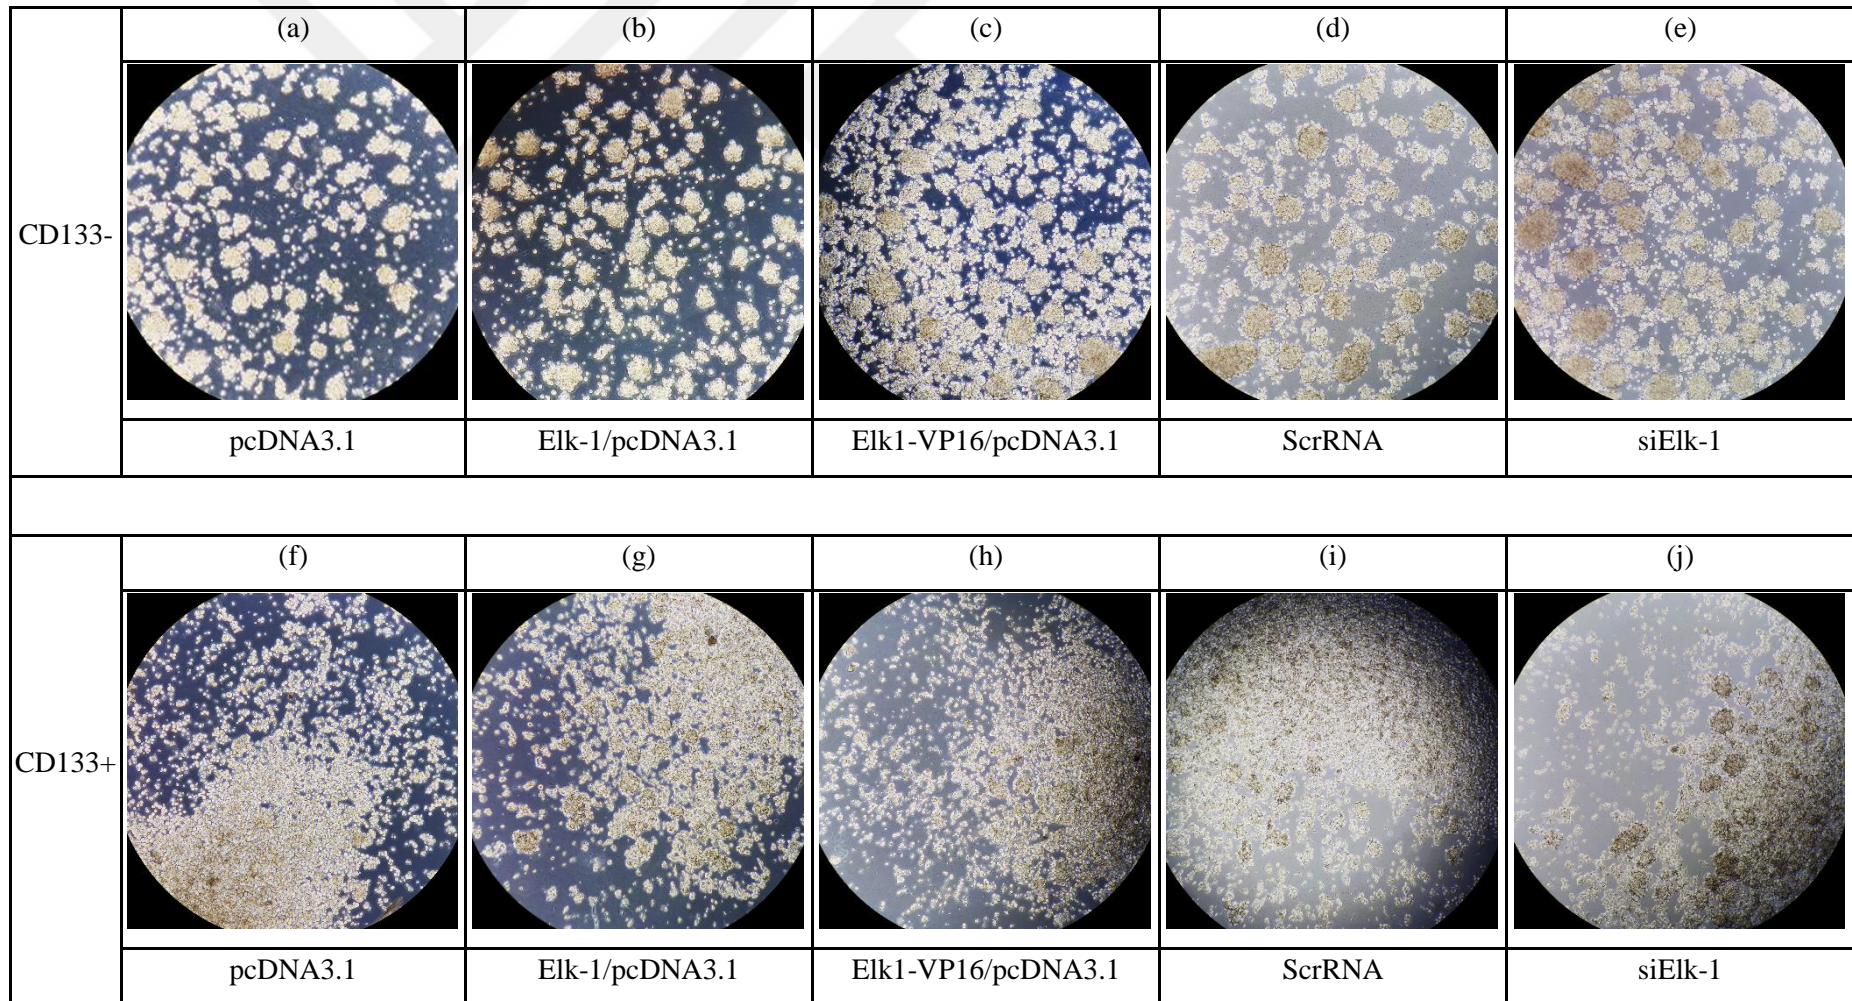 (a) (b) (c) (d) (e)
CD133-
pcDNA3.1 Elk-1/pcDNA3.1 Elk1-VP16/pcDNA3.1 ScrRNA siElk-1
(f) (g) (h) (i) (j)
CD133+
pcDNA3.1 Elk-1/pcDNA3.1 Elk1-VP16/pcDNA3.1 ScrRNA siElk-1